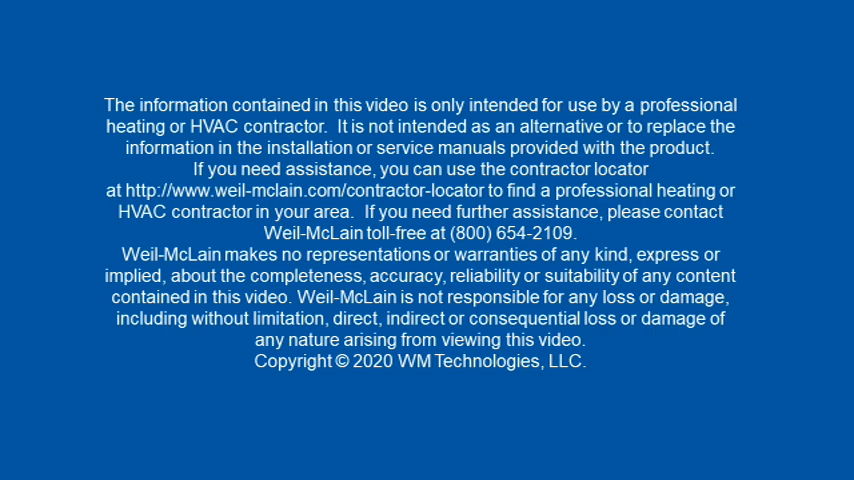 The information contained in this video is only intended for use by a professional
heating or HVAC contractor.  It is not intended as an alternative or to replace the
information in the installation or service manuals provided with the product.
If you need assistance, you can use the contractor locator
at http://www.weil-mclain.com/contractor-locator to find a professional heating or
HVAC contractor in your area.  If you need further assistance, please contact
Weil-McLain toll-free at (800) 654-2109.
Weil-McLain makes no representations or warranties of any kind, express or
implied, about the completeness, accuracy, reliability or suitability of any content
contained in this video. Weil-McLain is not responsible for any loss or damage,
including without limitation, direct, indirect or consequential loss or damage of
any nature arising from viewing this video.
Copyright © 2020 WM Technologies, LLC.